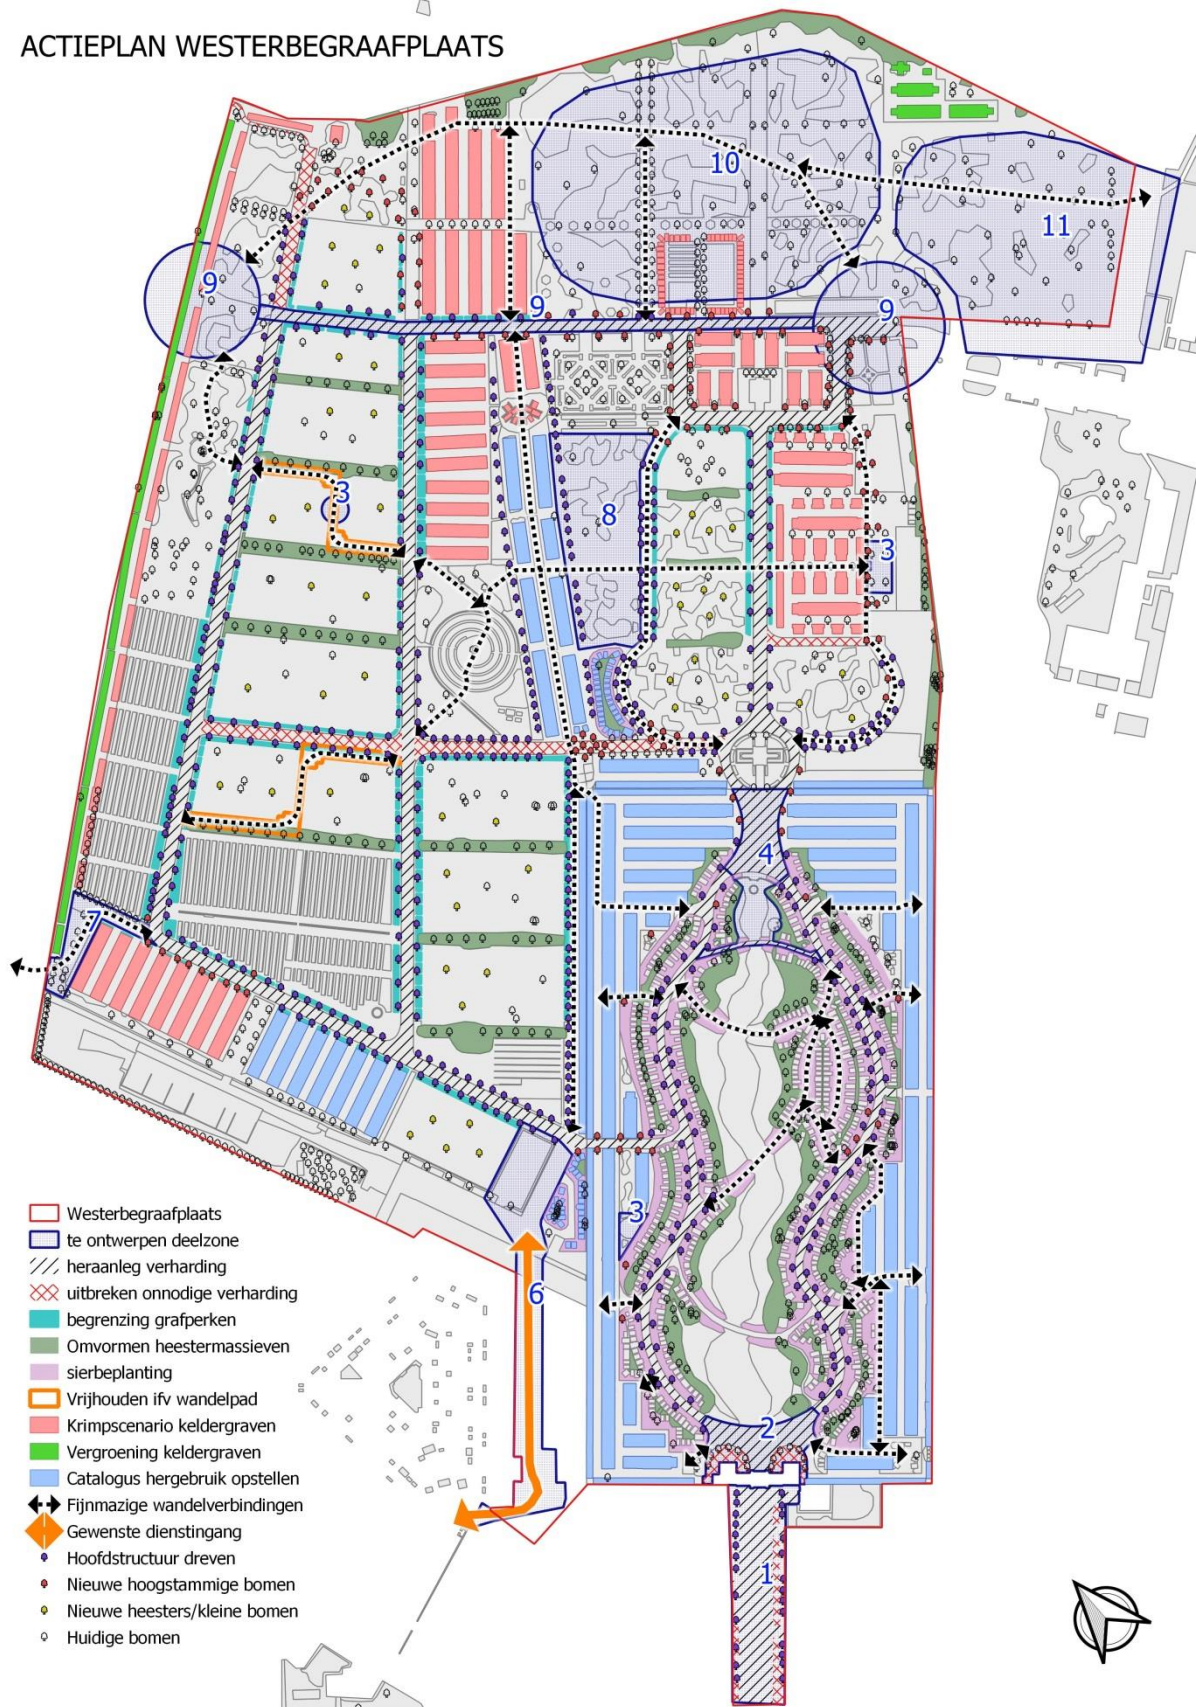 ACTIEPLAN WESTERBEGRAAFPLAATS
10
11
9
9
9
3
8
3
4
7
3
6
2
1
Westerbegraafplaats
te ontwerpen deelzone
heraanleg verharding
uitbreken onnodige verharding
begrenzing grafperken
Omvormen heestermassieven
sierbeplanting
Vrijhouden ifv wandelpad
Krimpscenario keldergraven
Vergroening keldergraven
Catalogus hergebruik opstellen
Fijnmazige wandelverbindingen
Gewenste dienstingang
Hoofdstructuur dreven
Nieuwe hoogstammige bomen
Nieuwe heesters/kleine bomen
Huidige bomen